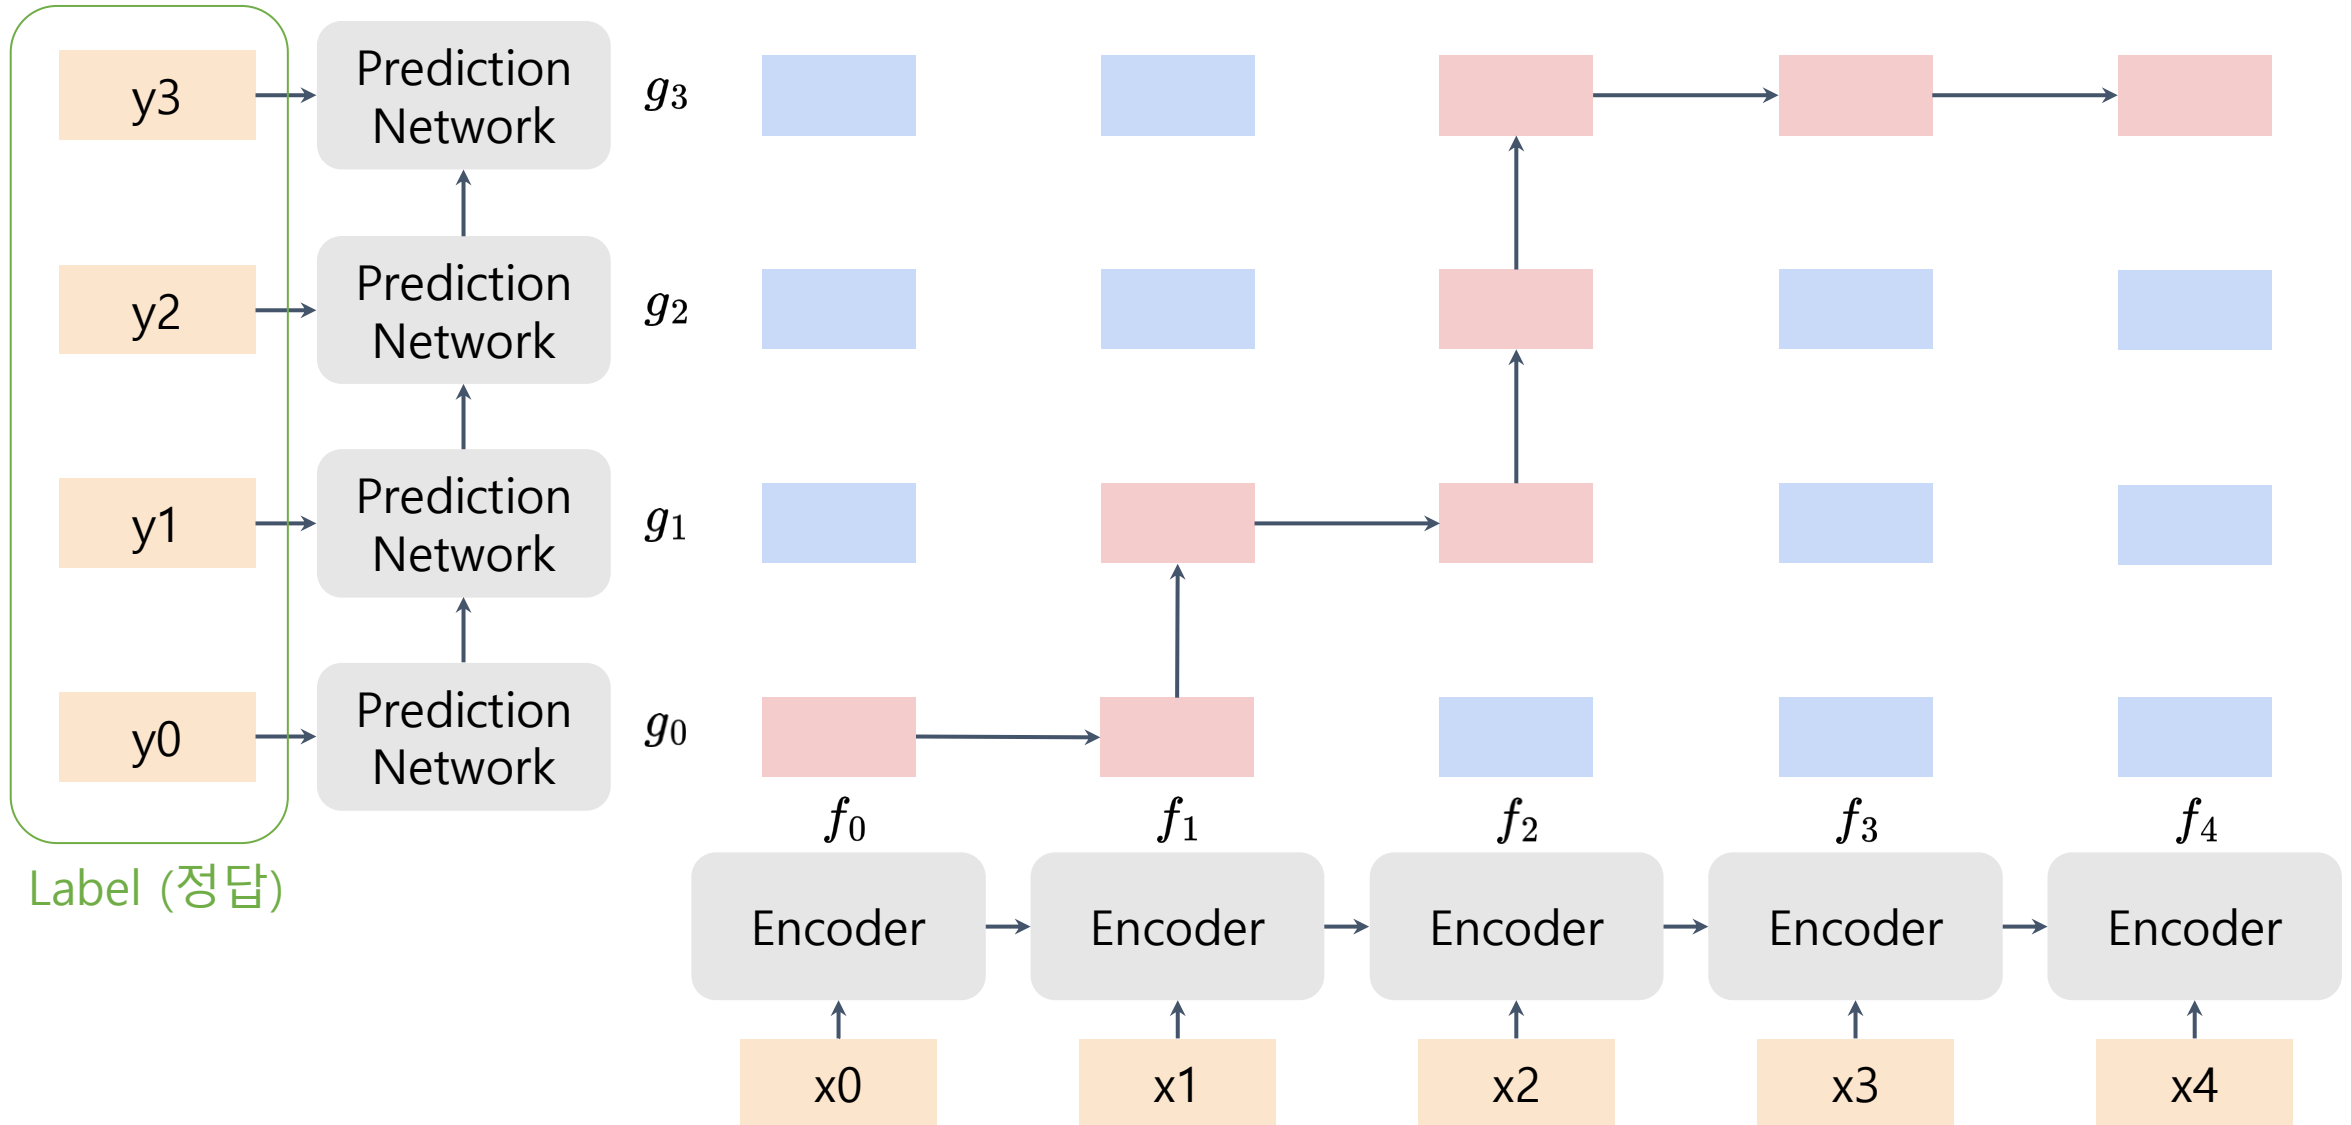 y3
Prediction
Network
g3
y2
Prediction
Network
g2
y1
Prediction
Network
g1
y0
Prediction
Network
g0
f0
f1
f2
f3
f4
Label (정답)
Encoder
Encoder
Encoder
Encoder
Encoder
x0
x1
x2
x3
x4